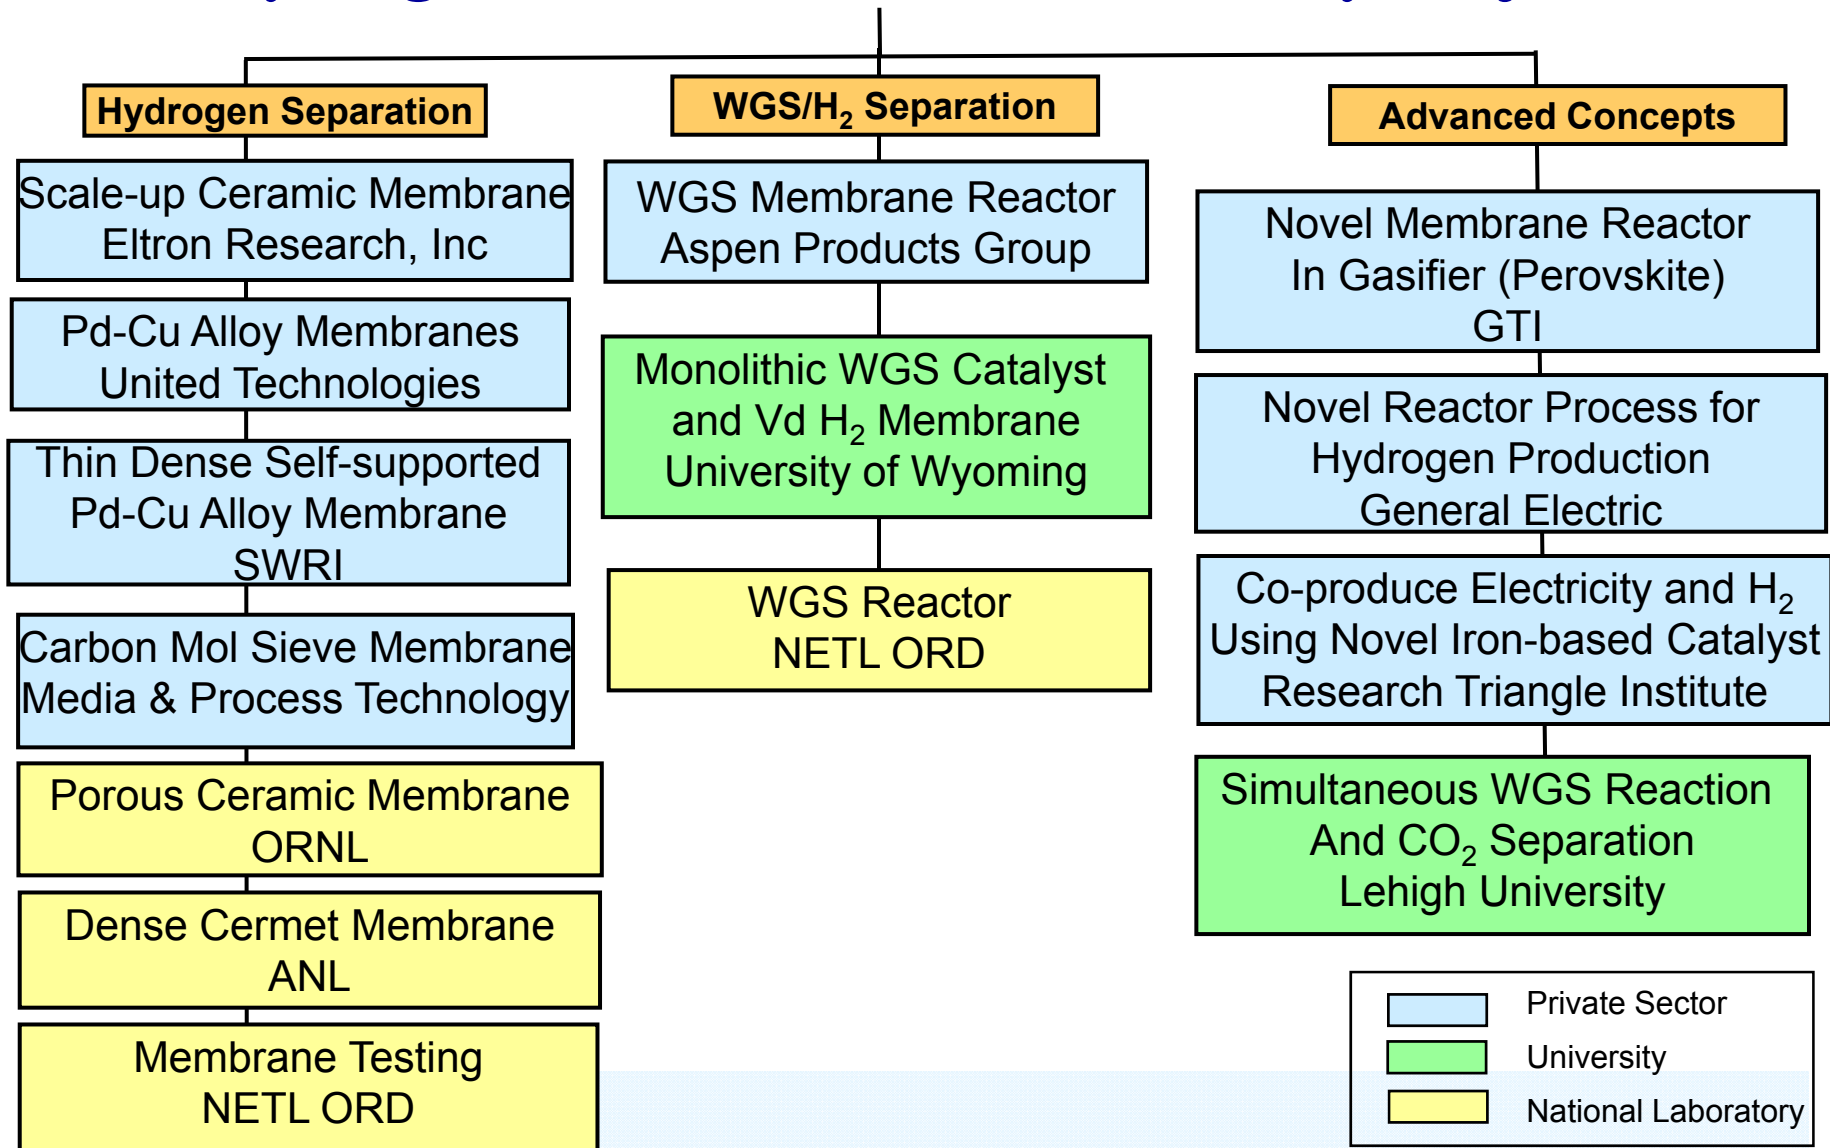 Hydrogen Separation
Scale-up Ceramic Membrane
Eltron Research, Inc
Pd-Cu Alloy Membranes
United Technologies
Thin Dense Self-supported
Pd-Cu Alloy Membrane
SWRI
Carbon Mol Sieve Membrane
Media & Process Technology
Porous Ceramic Membrane
ORNL
Dense Cermet Membrane
ANL
Membrane Testing
NETL ORD
WGS/H₂ Separation
WGS Membrane Reactor
Aspen Products Group
Monolithic WGS Catalyst
and Vd H₂ Membrane
University of Wyoming
WGS Reactor
NETL ORD
Advanced Concepts
Novel Membrane Reactor
In Gasifier (Perovskite)
GTI
Novel Reactor Process for
Hydrogen Production
General Electric
Co-produce Electricity and H₂
Using Novel Iron-based Catalyst
Research Triangle Institute
Simultaneous WGS Reaction
And CO₂ Separation
Lehigh University
Private Sector
University
National Laboratory